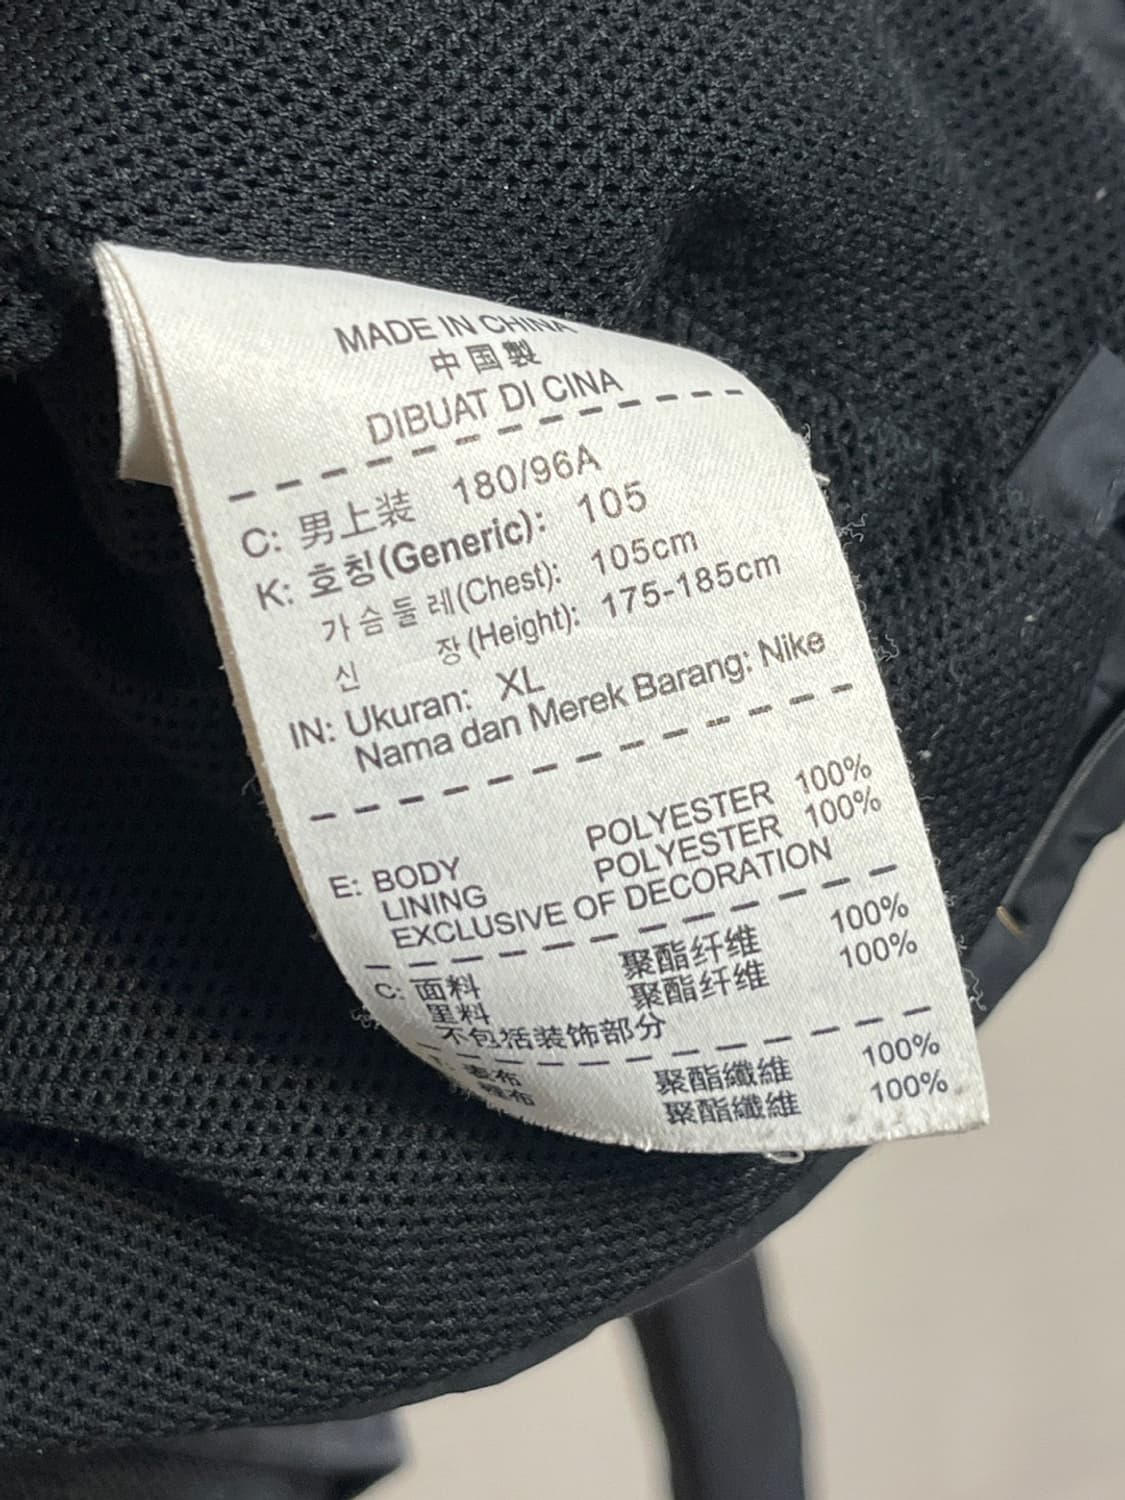 MADE IN CHINA
中国製
DIBUAT DI CINA
C: 男上装 180/96A
K: 호칭(Generic): 105
가슴둘레(Chest): 105cm
신 장(Height): 175-185cm
IN: Ukuran: XL
Nama dan Merek Barang: Nike
E: BODY POLYESTER 100%
LINING POLYESTER 100%
EXCLUSIVE OF DECORATION
C: 面料 聚酯纤维 100%
里料 聚酯纤维 100%
不包括装饰部分
表布 聚酯纖維 100%
裡布 聚酯纖維 100%